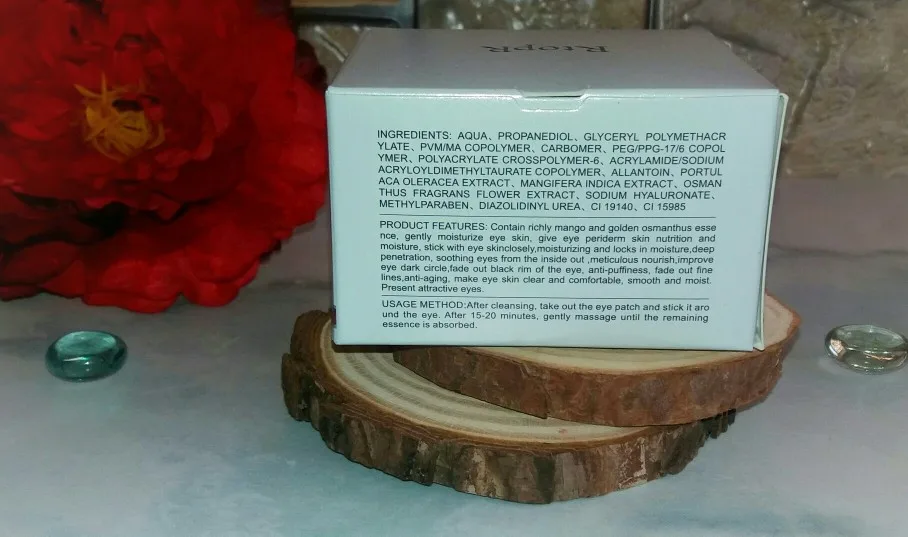 RtopR
INGREDIENTS: AQUA、PROPANEDIOL、GLYCERYL POLYMETHACR
YLATE、PVM/MA COPOLYMER、CARBOMER、PEG/PPG-17/6 COPOL
YMER、POLYACRYLATE CROSSPOLYMER-6、ACRYLAMIDE/SODIUM
ACRYLOYLDIMETHYLTAURATE COPOLYMER、ALLANTOIN、PORTUL
ACA OLERACEA EXTRACT、MANGIFERA INDICA EXTRACT、OSMAN
THUS FRAGRANS FLOWER EXTRACT、SODIUM HYALURONATE、
METHYLPARABEN、DIAZOLIDINYL UREA、CI 19140、CI 15985
PRODUCT FEATURES: Contain richly mango and golden osmanthus esse
nce, gently moisturize eye skin, give eye periderm skin nutrition and
moisture, stick with eye skinclosely,moisturizing and locks in moisture,deep
penetration, soothing eyes from the inside out ,meticulous nourish,improve
eye dark circle,fade out black rim of the eye, anti-puffiness, fade out fine
lines,anti-aging, make eye skin clear and comfortable, smooth and moist.
Present attractive eyes.
USAGE METHOD:After cleansing, take out the eye patch and stick it aro
und the eye. After 15-20 minutes, gently massage until the remaining
essence is absorbed.